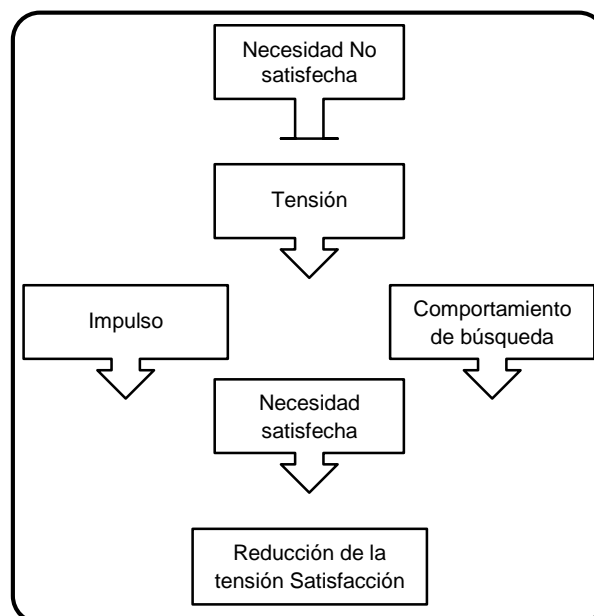 Necesidad No
satisfecha
Tensión
Impulso
Comportamiento
de búsqueda
Necesidad
satisfecha
Reducción de la
tensión Satisfacción